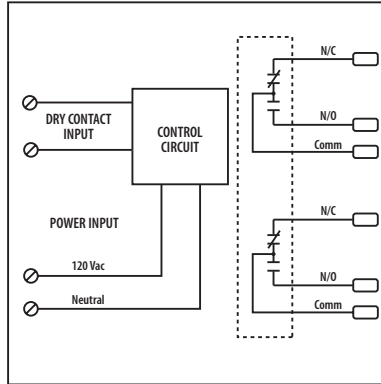 N/C
DRY CONTACT
INPUT
CONTROL
CIRCUIT
N/O
Comm
POWER INPUT
N/C
120 Vac
N/O
Neutral
Comm